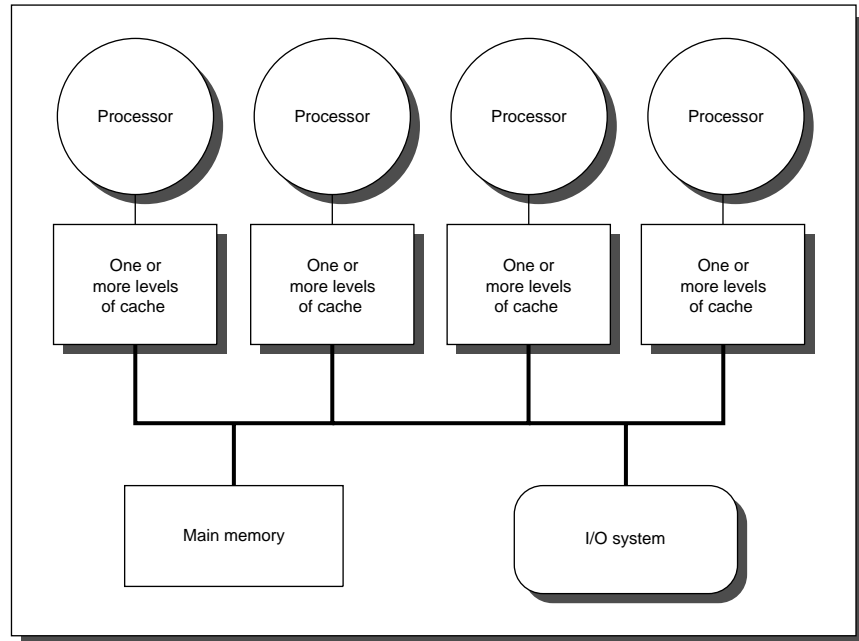 Processor
Processor
Processor
Processor
One or
more levels
of cache
One or
more levels
of cache
One or
more levels
of cache
One or
more levels
of cache
Main memory
I/O system